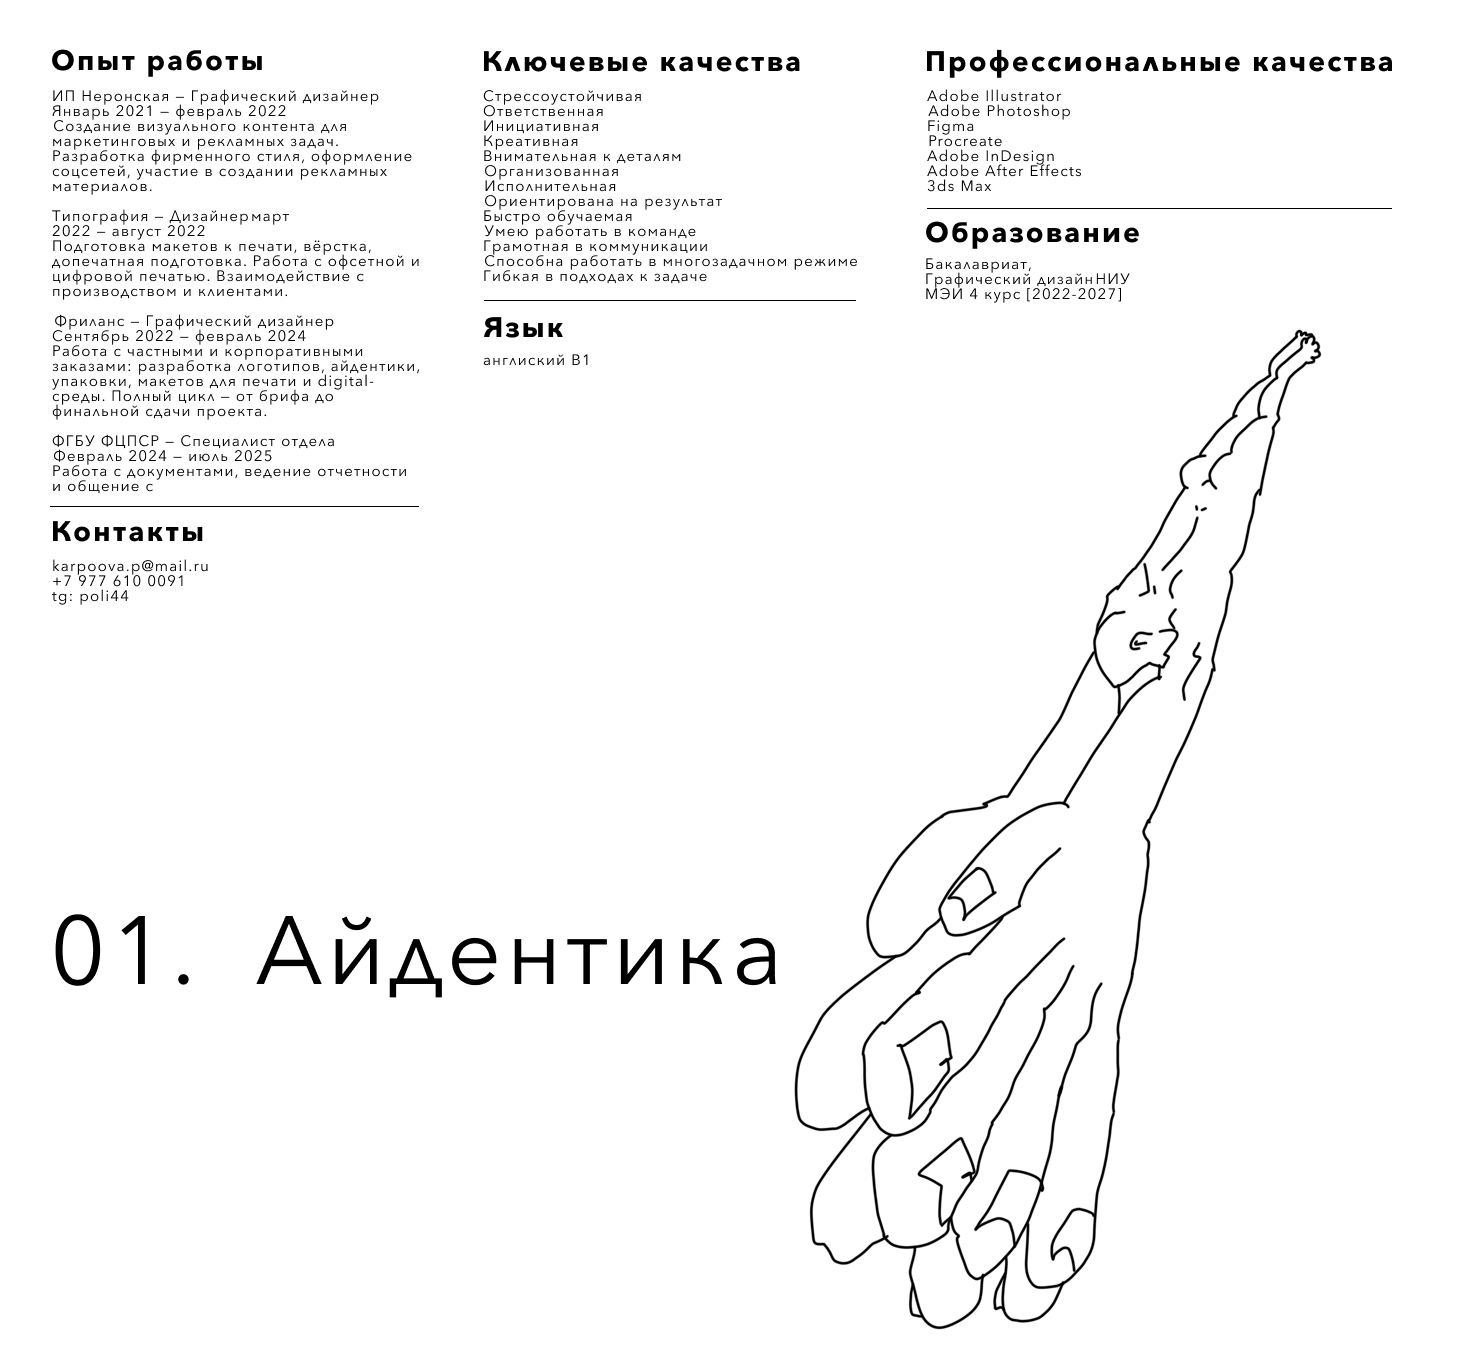 Опыт работы
ИП Неронская – Графический дизайнер
Январь 2021 – февраль 2022
Создание визуального контента для
маркетинговых и рекламных задач.
Разработка фирменного стиля, оформление
соцсетей, участие в создании рекламных
материалов.
Типография – Дизайнермарт
2022 – август 2022
Подготовка макетов к печати, вёрстка,
допечатная подготовка. Работа с офсетной и
цифровой печатью. Взаимодействие с
производством и клиентами.
Фриланс – Графический дизайнер
Сентябрь 2022 – февраль 2024
Работа с частными и корпоративными
заказами: разработка логотипов, айдентики,
упаковки, макетов для печати и digital-
среды. Полный цикл – от брифа до
финальной сдачи проекта.
ФГБУ ФЦПСР – Специалист отдела
Февраль 2024 – июль 2025
Работа с документами, ведение отчетности
и общение с
Контакты
karpoova.p@mail.ru
+7 977 610 0091
tg: poli44
Ключевые качества
Стрессоустойчивая
Ответственная
Инициативная
Креативная
Внимательная к деталям
Организованная
Исполнительная
Ориентирована на результат
Быстро обучаемая
Умею работать в команде
Грамотная в коммуникации
Способна работать в многозадачном режиме
Гибкая в подходах к задаче
Язык
англиский B1
Профессиональные качества
Adobe Illustrator
Adobe Photoshop
Figma
Procreate
Adobe InDesign
Adobe After Effects
3ds Max
Образование
Бакалавриат,
Графический дизайнНИУ
МЭИ 4 курс [2022-2027]
01. Айдентика